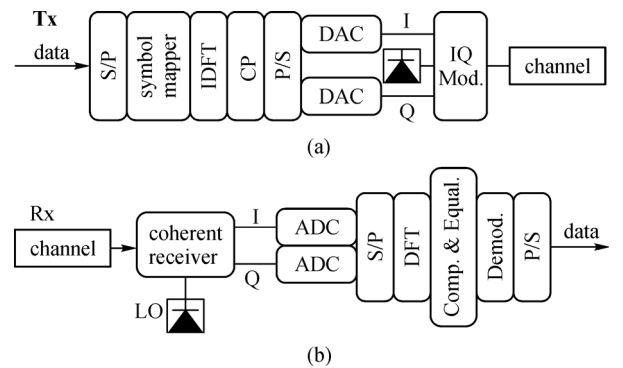 Tx
data
S/P
symbol
mapper
IDFT
CP
P/S
DAC
DAC
I
Q
IQ
Mod.
channel
(a)
Rx
channel
coherent
receiver
LO
I
Q
ADC
ADC
S/P
DFT
Comp. & Equal.
Demod.
P/S
data
(b)